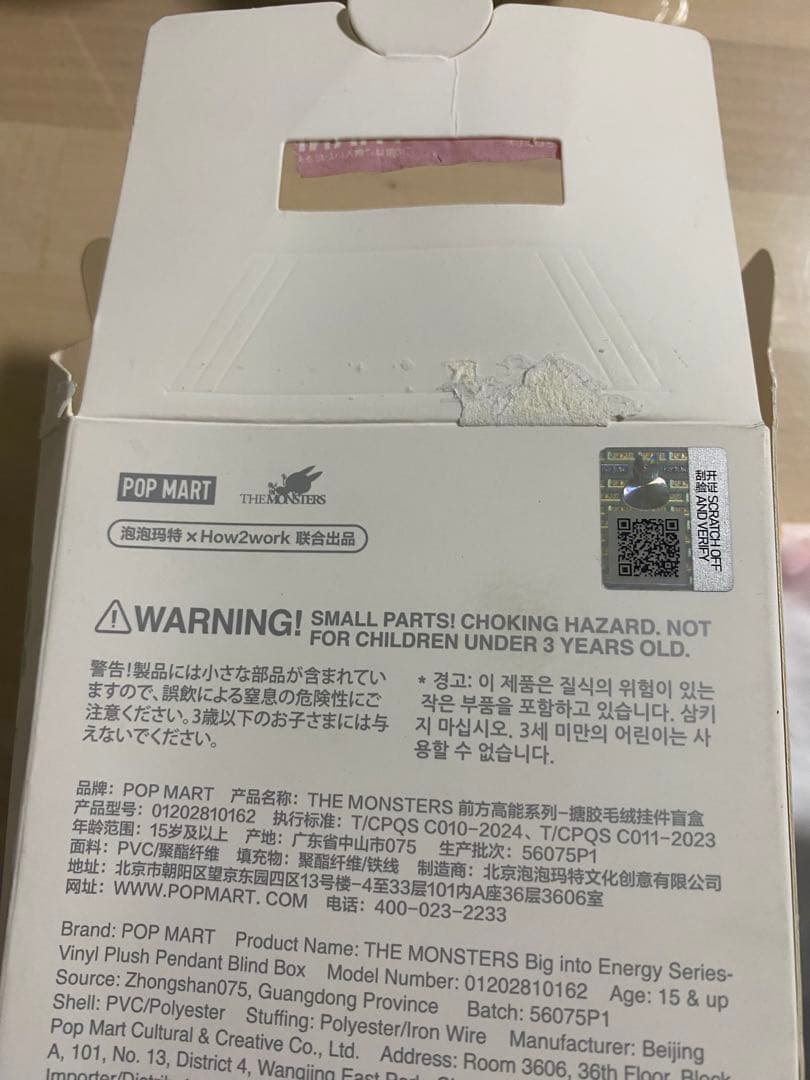 POP MART
THE MONSTERS
泡泡玛特 × How2work 联合出品
刮开验证 SCRATCH OFF AND VERIFY
WARNING! SMALL PARTS! CHOKING HAZARD. NOT
FOR CHILDREN UNDER 3 YEARS OLD.
警告!製品には小さな部品が含まれてい
ますので、誤飲による窒息の危険性にご
注意ください。3歳以下のお子さまには与
えないでください。
* 경고: 이 제품은 질식의 위험이 있는
작은 부품을 포함하고 있습니다. 삼키
지 마십시오. 3세 미만의 어린이는 사
용할 수 없습니다.
品牌：POP MART 产品名称：THE MONSTERS 前方高能系列-搪胶毛绒挂件盲盒
产品型号：01202810162 执行标准：T/CPQS C010-2024、T/CPQS C011-2023
年龄范围：15岁及以上 产地：广东省中山市075 生产批次：56075P1
面料：PVC/聚酯纤维 填充物：聚酯纤维/铁线 制造商：北京泡泡玛特文化创意有限公司
地址：北京市朝阳区望京东园四区13号楼-4至33层101内A座36层3606室
网址：WWW.POPMART.COM 电话：400-023-2233
Brand: POP MART Product Name: THE MONSTERS Big into Energy Series-
Vinyl Plush Pendant Blind Box Model Number: 01202810162 Age: 15 & up
Source: Zhongshan075, Guangdong Province Batch: 56075P1
Shell: PVC/Polyester Stuffing: Polyester/Iron Wire Manufacturer: Beijing
Pop Mart Cultural & Creative Co., Ltd. Address: Room 3606, 36th Floor, Block
A, 101, No. 13, District 4, Wangjing East